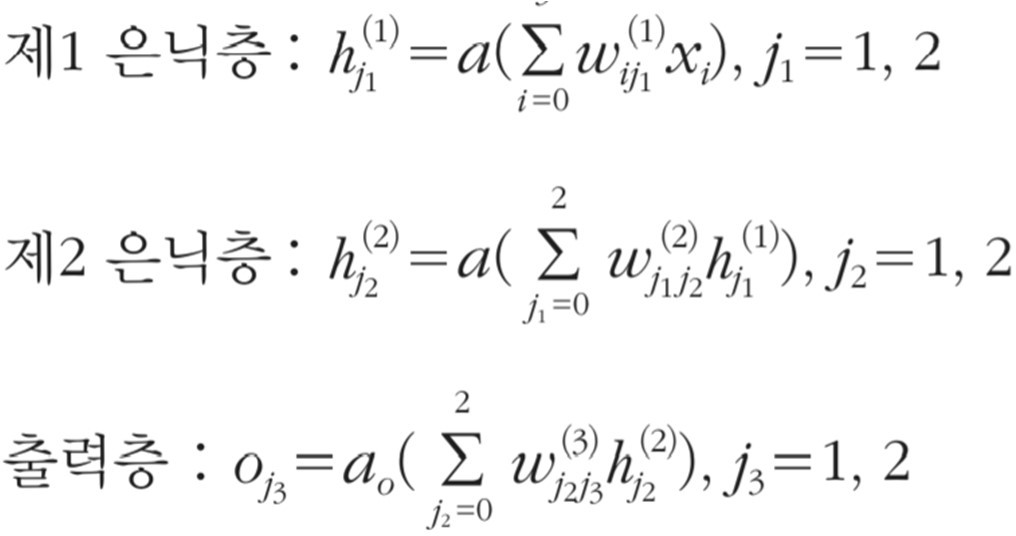 제1 은닉층 : h_{j_1}^{(1)} = a(∑_{i=0} w_{ij_1}^{(1)} x_i), j_1 = 1, 2
제2 은닉층 : h_{j_2}^{(2)} = a(∑_{j_1=0}^{2} w_{j_1j_2}^{(2)} h_{j_1}^{(1)}), j_2 = 1, 2
출력층 : o_{j_3} = a_o(∑_{j_2=0}^{2} w_{j_2j_3}^{(3)} h_{j_2}^{(2)}), j_3 = 1, 2